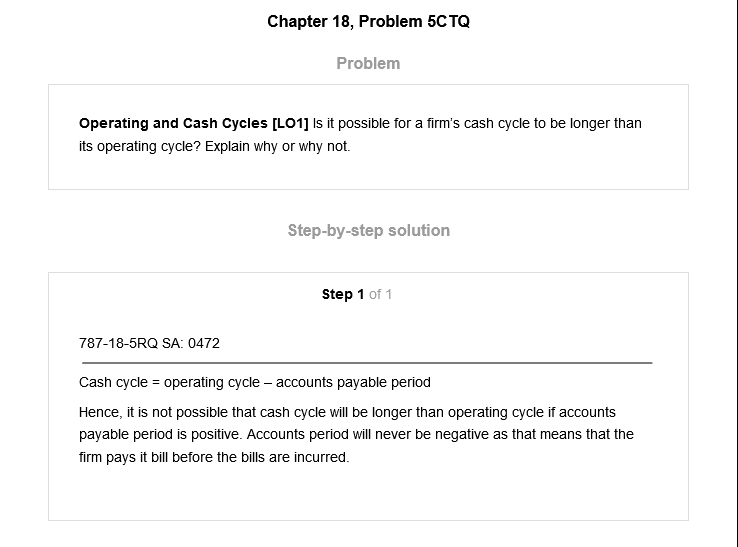 Chapter 18, Problem 5CTQ
Problem
Operating and Cash Cycles [LO1] Is it possible for a firm's cash cycle to be longer than
its operating cycle? Explain why or why not.
Step-by-step solution
Step 1 of 1
787-18-5RQ SA: 0472
Cash cycle = operating cycle – accounts payable period
Hence, it is not possible that cash cycle will be longer than operating cycle if accounts
payable period is positive. Accounts period will never be negative as that means that the
firm pays it bill before the bills are incurred.